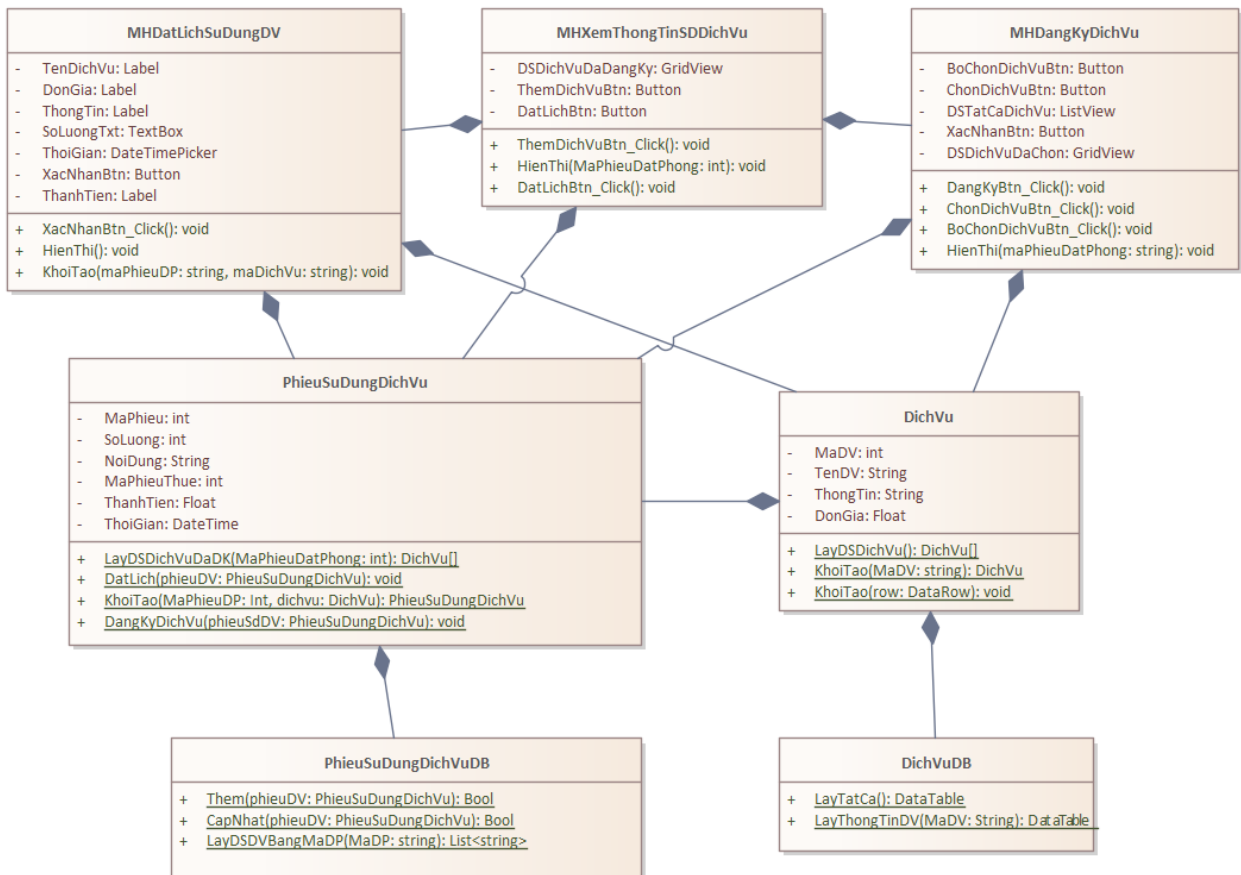 MHDatLichSuDungDV
- TenDichVu: Label
- DonGia: Label
- ThongTin: Label
- SoLuongTxt: TextBox
- ThoiGian: DateTimePicker
- XacNhanBtn: Button
- ThanhTien: Label
+ XacNhanBtn_Click(): void
+ HienThi(): void
+ KhoiTao(maPhieuDP: string, maDichVu: string): void
MHXemThongTinSDDichVu
- DSDichVuDaDangKy: GridView
- ThemDichVuBtn: Button
- DatLichBtn: Button
+ ThemDichVuBtn_Click(): void
+ HienThi(MaPhieuDatPhong: int): void
+ DatLichBtn_Click(): void
MHDangKyDichVu
- BoChonDichVuBtn: Button
- ChonDichVuBtn: Button
- DSTatCaDichVu: ListView
- XacNhanBtn: Button
- DSDichVuDaChon: GridView
+ DangKyBtn_Click(): void
+ ChonDichVuBtn_Click(): void
+ BoChonDichVuBtn_Click(): void
+ HienThi(maPhieuDatPhong: string): void
PhieuSuDungDichVu
- MaPhieu: int
- SoLuong: int
- NoiDung: String
- MaPhieuThue: int
- ThanhTien: Float
- ThoiGian: DateTime
+ LayDSDichVuDaDK(MaPhieuDatPhong: int): DichVu[]
+ DatLich(phieuDV: PhieuSuDungDichVu): void
+ KhoiTao(MaPhieuDP: Int, dichvu: DichVu): PhieuSuDungDichVu
+ DangKyDichVu(phieuSdDV: PhieuSuDungDichVu): void
DichVu
- MaDV: int
- TenDV: String
- ThongTin: String
- DonGia: Float
+ LayDSDichVu(): DichVu[]
+ KhoiTao(MaDV: string): DichVu
+ KhoiTao(row: DataRow): void
PhieuSuDungDichVuDB
+ Them(phieuDV: PhieuSuDungDichVu): Bool
+ CapNhat(phieuDV: PhieuSuDungDichVu): Bool
+ LayDSDVBangMaDP(MaDP: string): List<string>
DichVuDB
+ LayTatCa(): DataTable
+ LayThongTinDV(MaDV: String): DataTable